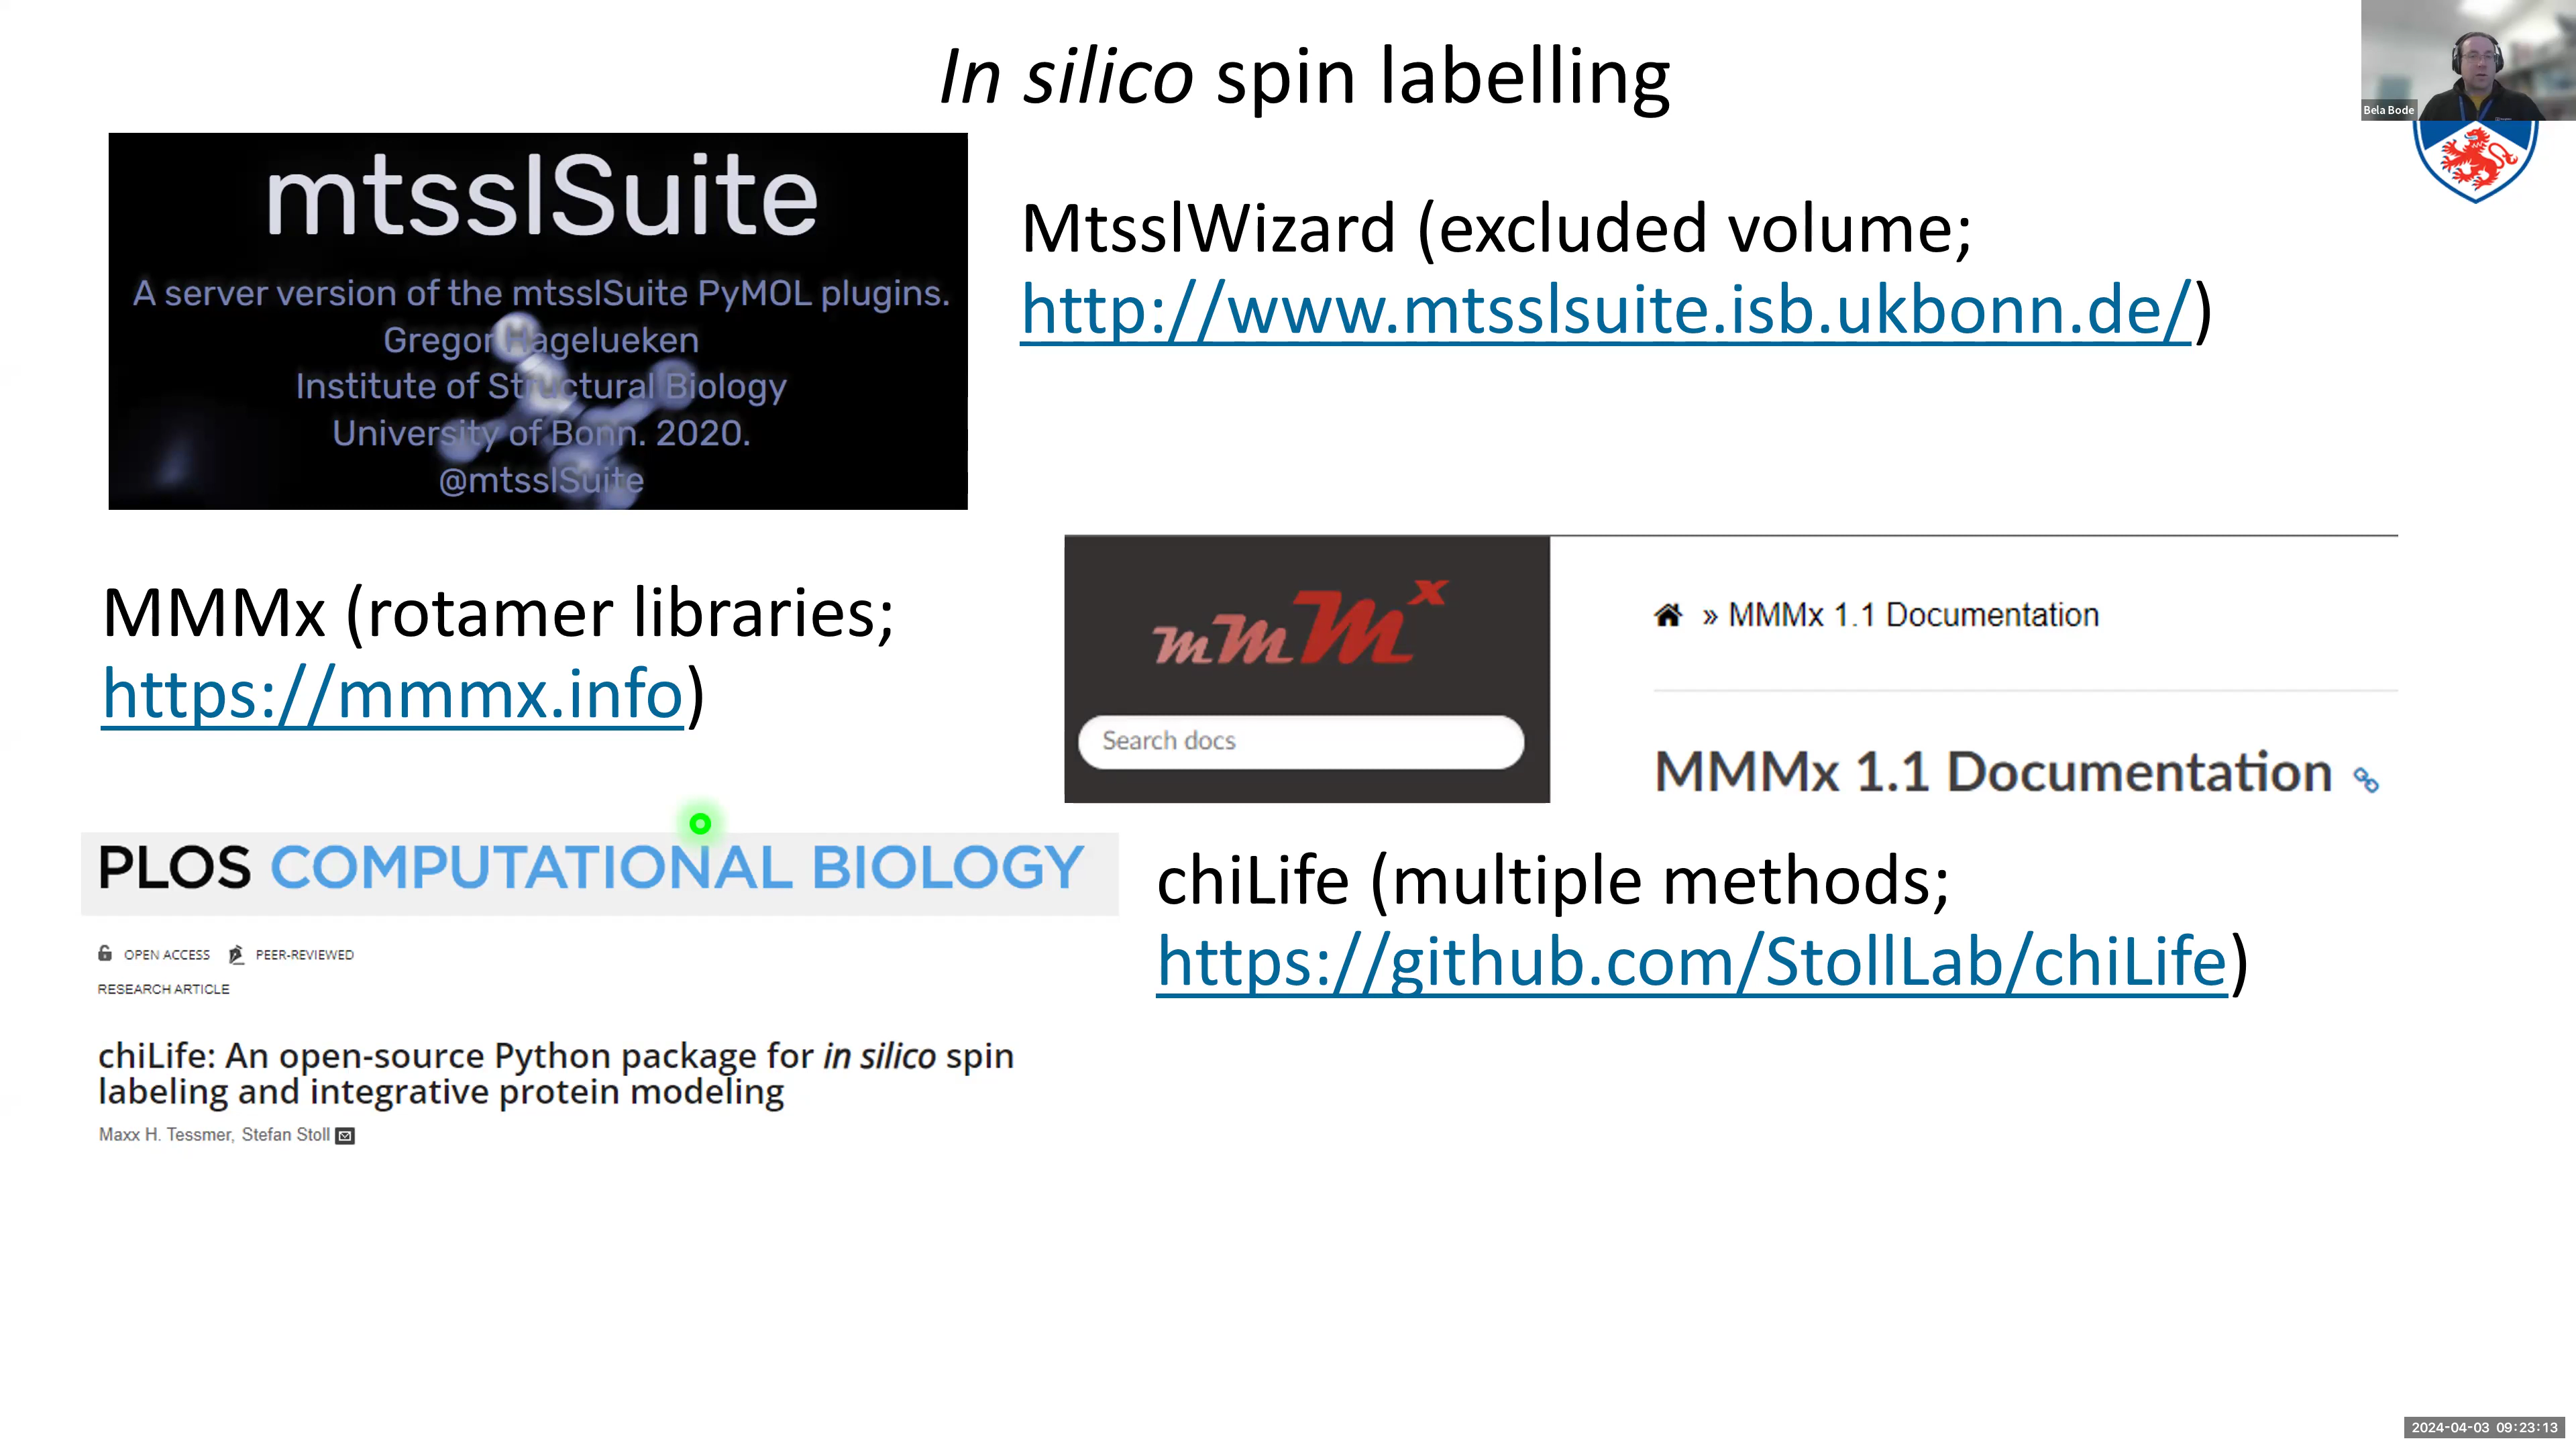 In silico spin labelling
Bela Bode
mtsslSuite
A server version of the mtsslSuite PyMOL plugins.
Gregor Hagelueken
Institute of Structural Biology
University of Bonn. 2020.
@mtsslSuite
MtsslWizard (excluded volume;
http://www.mtsslsuite.isb.ukbonn.de/)
MMMx (rotamer libraries;
https://mmmx.info)
mmMx
Search docs
» MMMx 1.1 Documentation
MMMx 1.1 Documentation
PLOS COMPUTATIONAL BIOLOGY
OPEN ACCESS PEER-REVIEWED
RESEARCH ARTICLE
chiLife: An open-source Python package for in silico spin
labeling and integrative protein modeling
Maxx H. Tessmer, Stefan Stoll
chiLife (multiple methods;
https://github.com/StollLab/chiLife)
2024-04-03 09:23:13